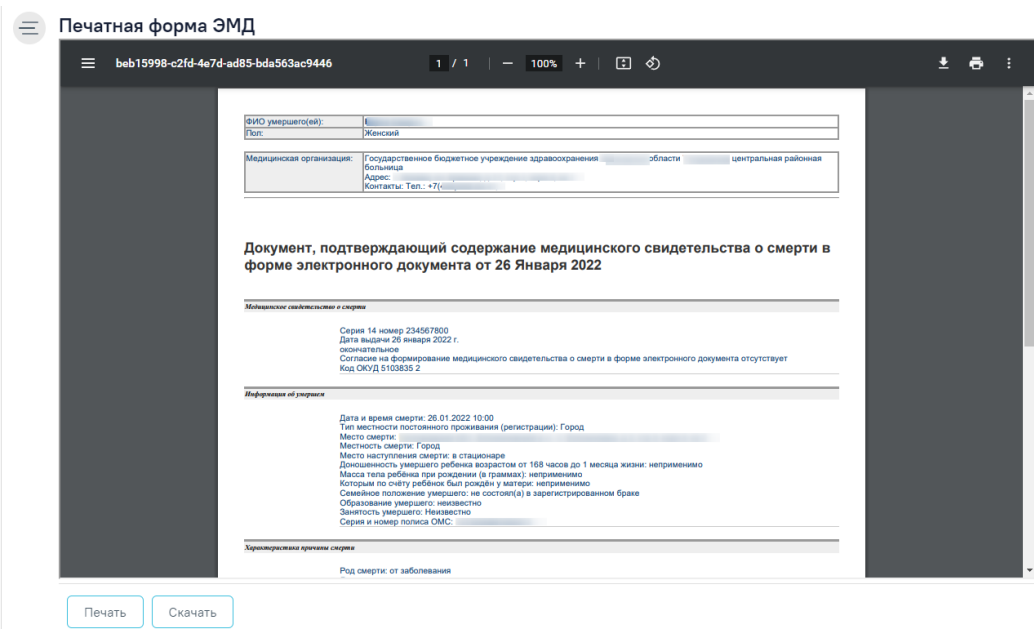 Печатная форма ЭМД
beb15998-c2fd-4e7d-ad85-bda563ac9446 1 / 1 100%
ФИО умершего(ей):
Пол: Женский
Медицинская организация: Государственное бюджетное учреждение здравоохранения области центральная районная
больница
Адрес:
Контакты: Тел.: +7(
Документ, подтверждающий содержание медицинского свидетельства о смерти в
форме электронного документа от 26 Января 2022
Медицинское свидетельство о смерти
Серия 14 номер 234567800
Дата выдачи 26 января 2022 г.
окончательное
Согласие на формирование медицинского свидетельства о смерти в форме электронного документа отсутствует
Код ОКУД 5103835 2
Информация об умершем
Дата и время смерти: 26.01.2022 10:00
Тип местности постоянного проживания (регистрации): Город
Место смерти:
Местность смерти: Город
Место наступления смерти: в стационаре
Доношенность умершего ребенка возрастом от 168 часов до 1 месяца жизни: неприменимо
Масса тела ребёнка при рождении (в граммах): неприменимо
Которым по счёту ребёнок был рождён у матери: неприменимо
Семейное положение умершего: не состоял(а) в зарегистрированном браке
Образование умершего: неизвестно
Занятость умершего: Неизвестно
Серия и номер полиса ОМС:
Характеристика причины смерти
Род смерти: от заболевания
Печать Скачать